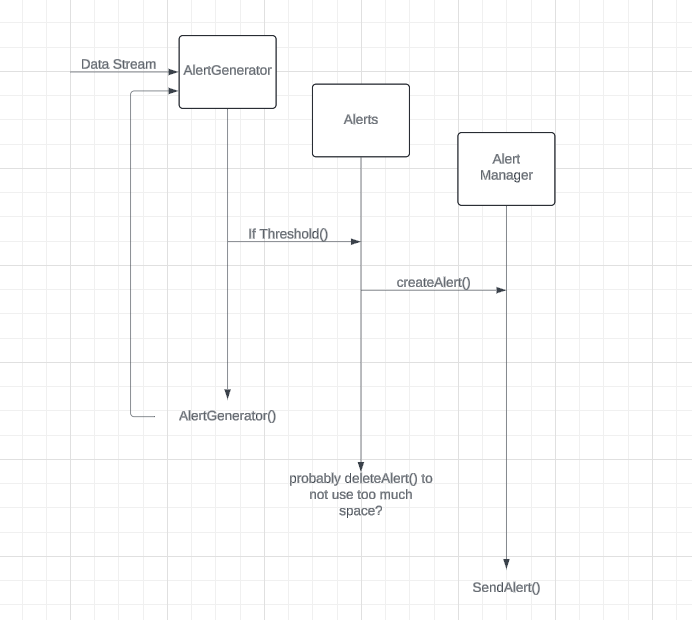 Data Stream
AlertGenerator
Alerts
Alert
Manager
If Threshold()
createAlert()
AlertGenerator()
probably deleteAlert() to
not use too much
space?
SendAlert()